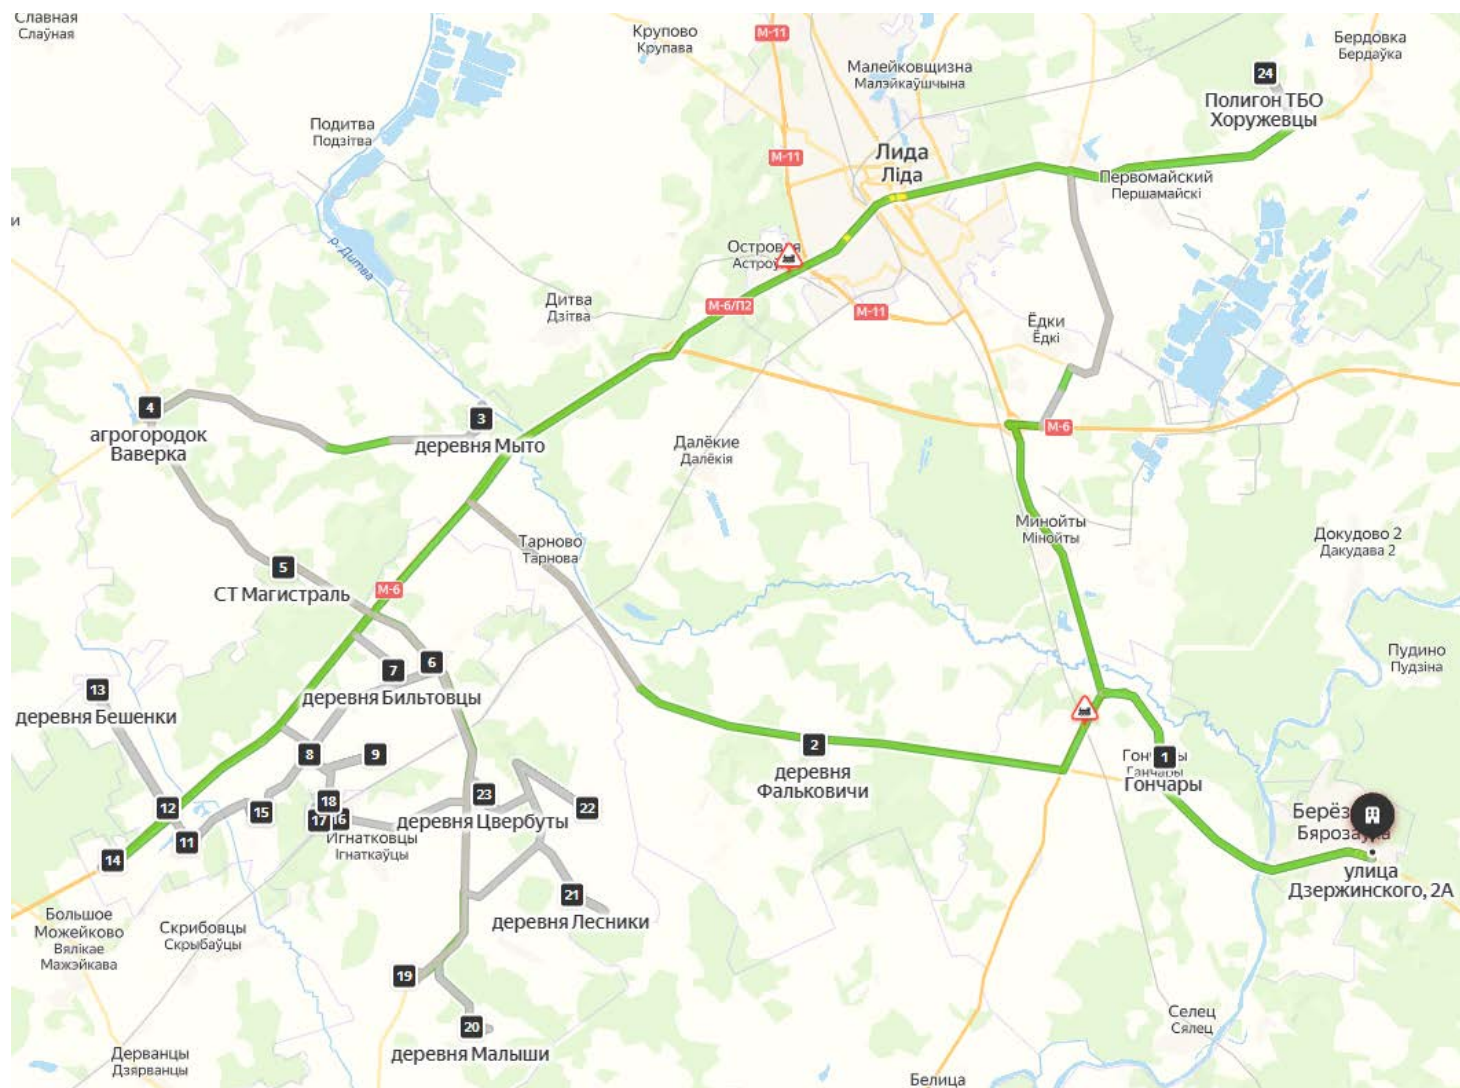 Славная
Слаўная
Крупово
Крупава
М-11
Бердовка
Бердаўка
Малейковщизна
Малэйкаўшчына
24
Полигон ТБО
Хоружевцы
Подитва
Подзітва
М-11
Лида
Ліда
Первомайский
Першамайскі
и
р. Дитва
Островля
Дитва
Дзітва
М-6/П2
М-11
Ёдки
Ёдкі
4
агрогородок
Ваверка
3
деревня Мыто
М-6
Далёкие
Далёкія
Минойты
Мінойты
Тарново
Тарнова
Докудово 2
Дакудава 2
5
СТ Магистраль
М-6
Пудино
Пудзіна
6
7
деревня Бильтовцы
13
деревня Бешенки
8
9
2
деревня
Фальковичи
1
Гончары
12
11
14
15
18
17
16
23
деревня Цвербуты
22
Игнатковцы
Ігнаткаўцы
улица
Дзержинского, 2А
21
деревня Лесники
Большое
Можейково
Вялікае
Мажэйкава
Скрибовцы
Скрыбаўцы
19
20
деревня Малыши
Селец
Сялец
Дерванцы
Дзярванцы
Белица